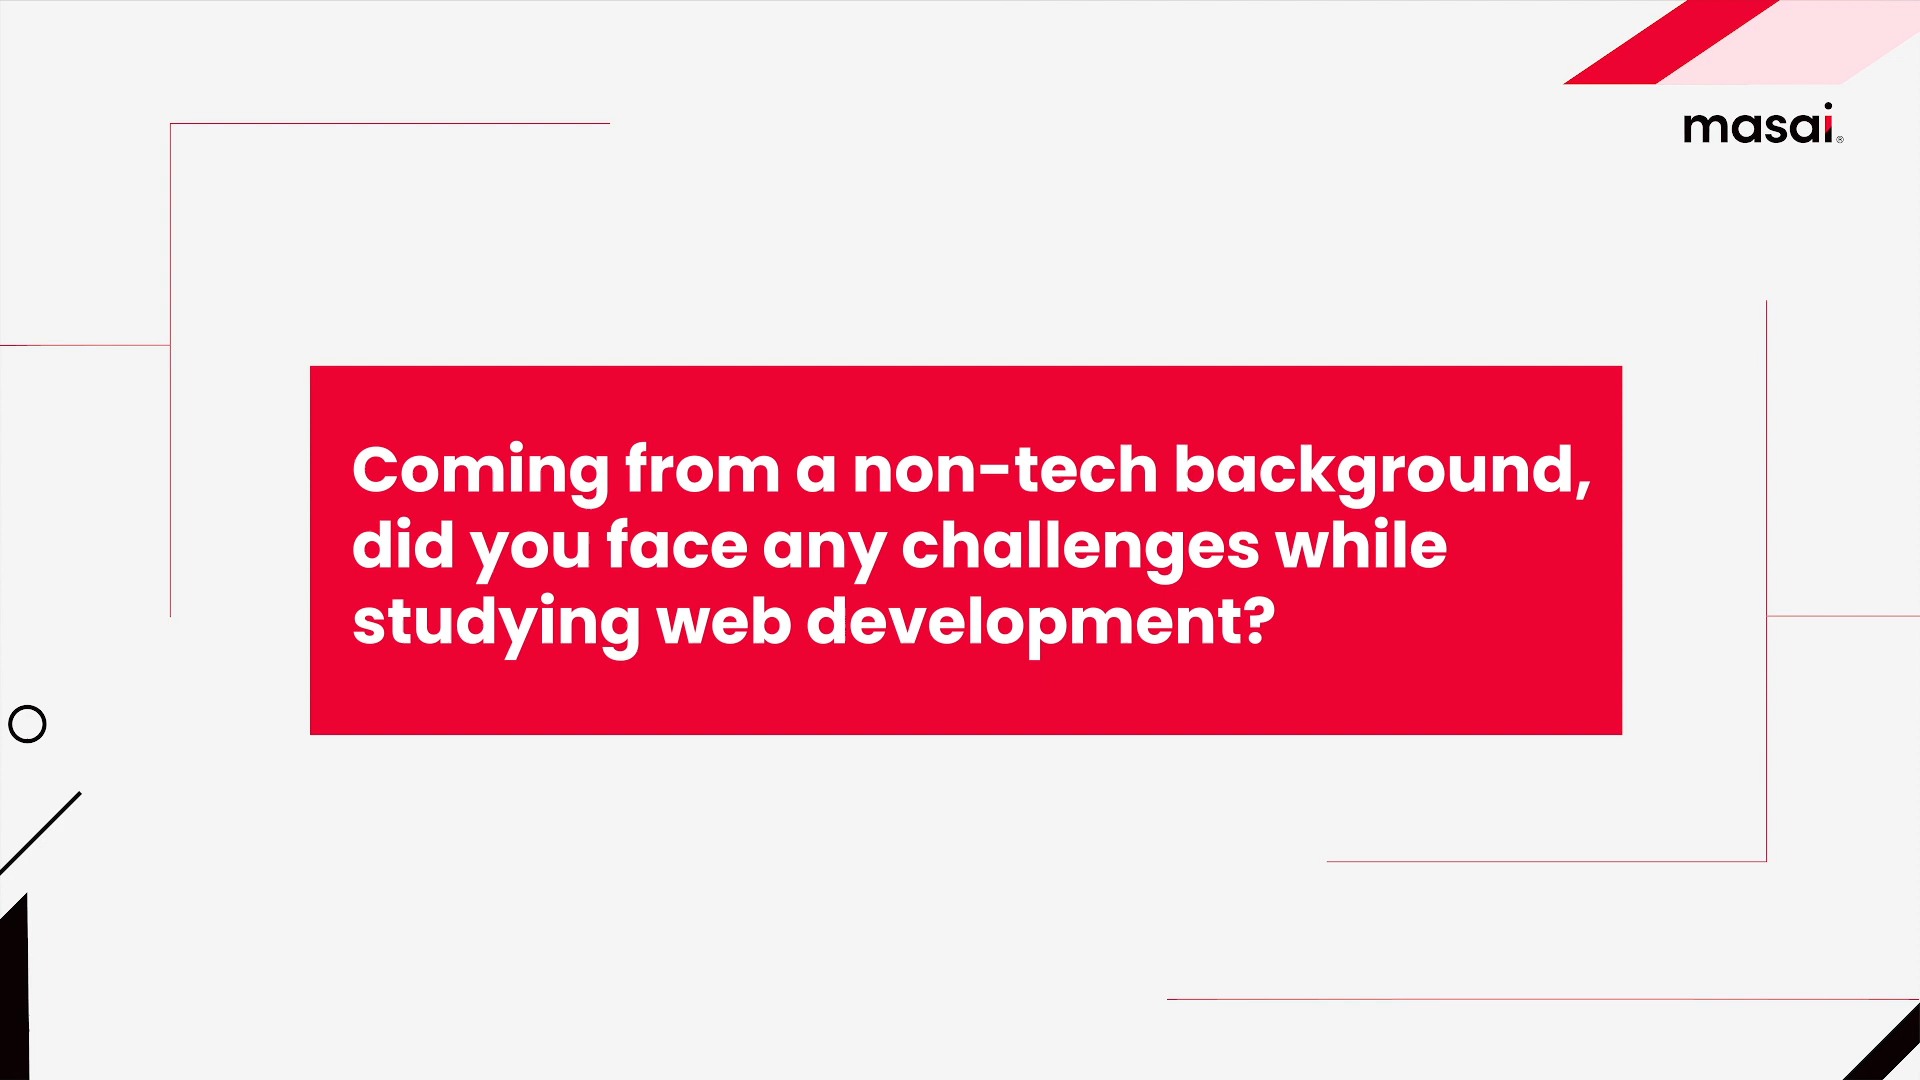 masai®
Coming from a non-tech background,
did you face any challenges while
studying web development?